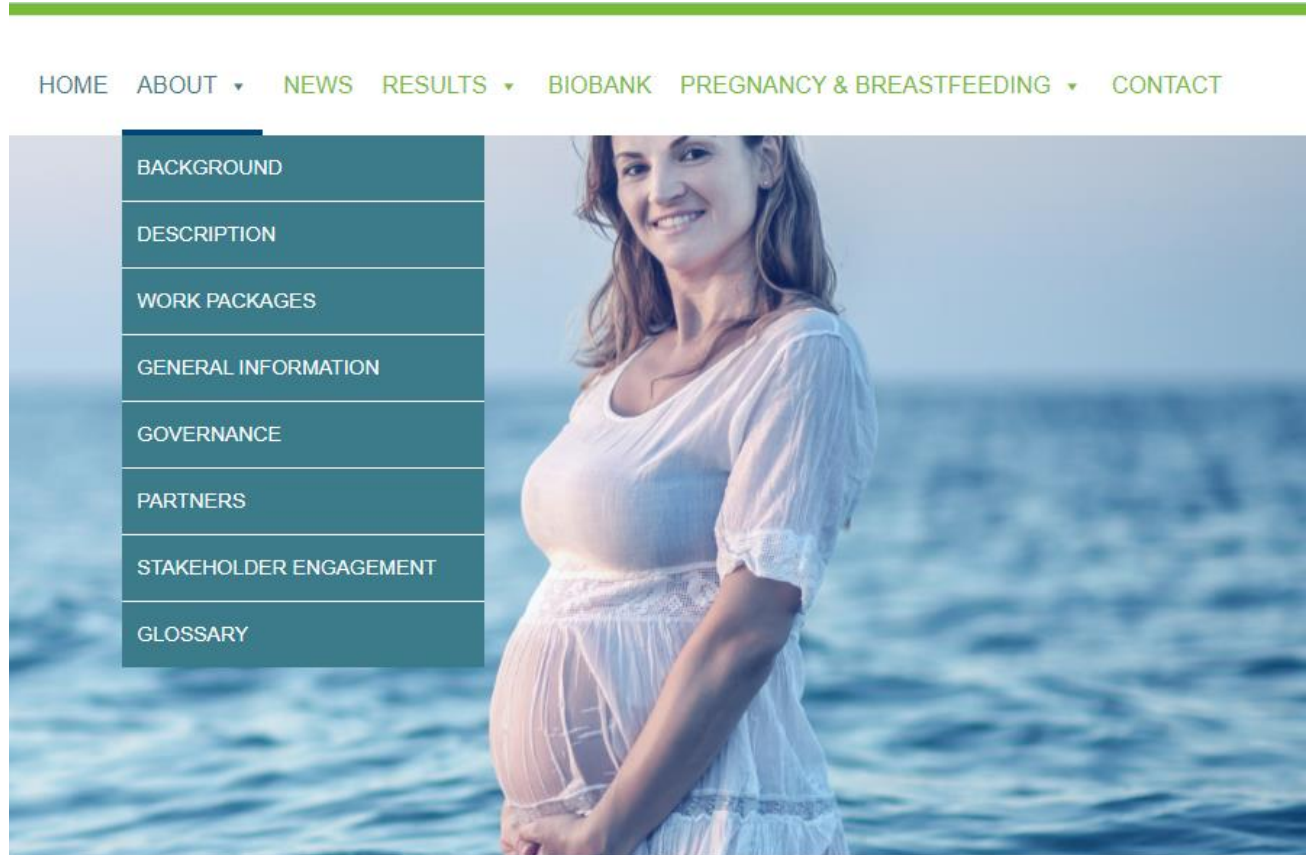 HOME ABOUT NEWS RESULTS BIOBANK PREGNANCY & BREASTFEEDING CONTACT
BACKGROUND
DESCRIPTION
WORK PACKAGES
GENERAL INFORMATION
GOVERNANCE
PARTNERS
STAKEHOLDER ENGAGEMENT
GLOSSARY